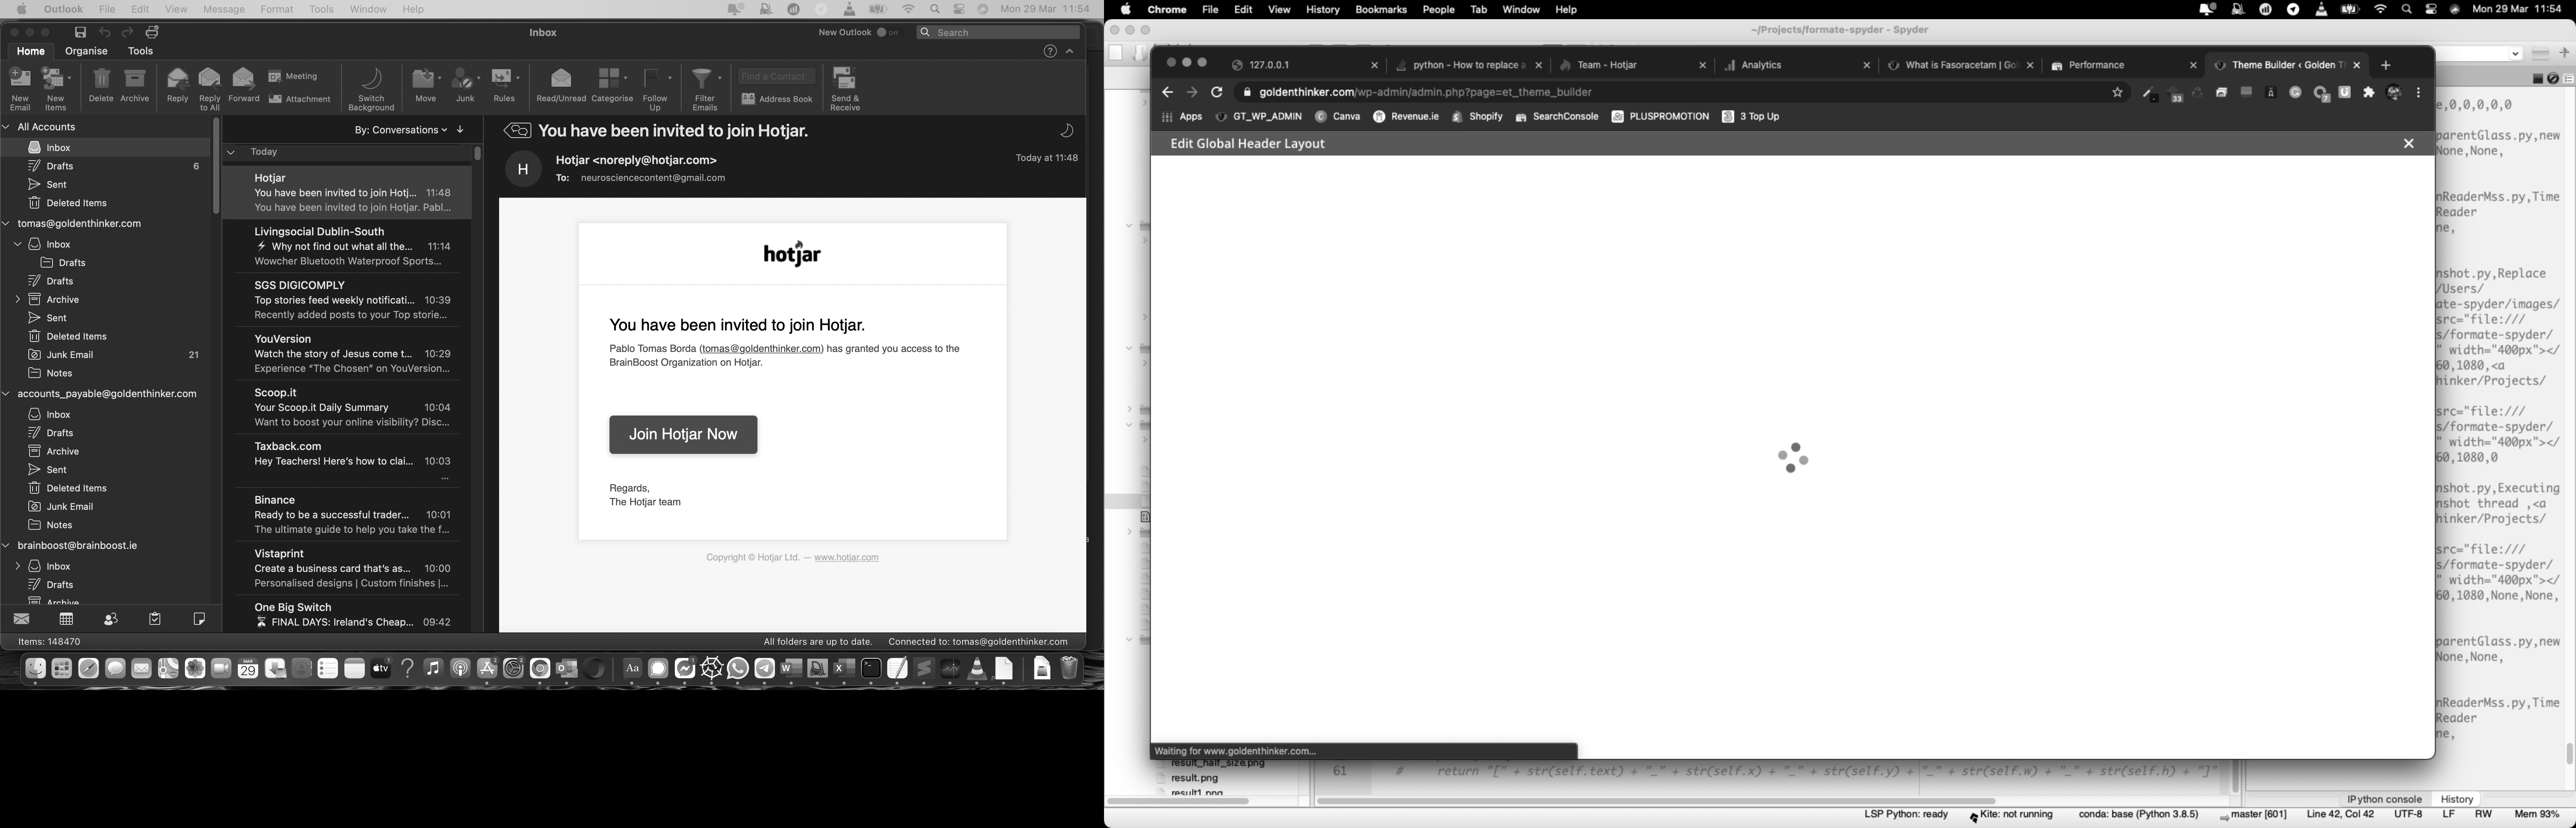 Outlook File Edit View Message Format Tools Window Help
Mon 29 Mar 11:54
Inbox
New Outlook
Search
Home Organise Tools
New Email
New Items
Delete
Archive
Reply
Reply to All
Forward
Meeting
Attachment
Switch Background
Move
Junk
Rules
Read/Unread
Categorise
Follow Up
Filter Emails
Find a Contact
Address Book
Send & Receive
All Accounts
Inbox
Drafts 6
Sent
Deleted Items
tomas@goldenthinker.com
Inbox
Drafts
Drafts
Archive
Sent
Deleted Items
Junk Email 21
Notes
accounts_payable@goldenthinker.com
Inbox
Drafts
Archive
Sent
Deleted Items
Junk Email
Notes
brainboost@brainboost.ie
Inbox
Drafts
Archive
Items: 148470
By: Conversations
Today
Hotjar
You have been invited to join Hotj... 11:48
You have been invited to join Hotjar. Pabl...
Livingsocial Dublin-South
Why not find out what all the... 11:14
Wowcher Bluetooth Waterproof Sports...
SGS DIGICOMPLY
Top stories feed weekly notificati... 10:39
Recently added posts to your Top storie...
YouVersion
Watch the story of Jesus come t... 10:29
Experience “The Chosen” on YouVersion...
Scoop.it
Your Scoop.it Daily Summary 10:04
Want to boost your online visibility? Disc...
Taxback.com
Hey Teachers! Here’s how to clai... 10:03
...
Binance
Ready to be a successful trader... 10:01
The ultimate guide to help you take the f...
Vistaprint
Create a business card that’s as... 10:00
Personalised designs | Custom finishes |...
One Big Switch
FINAL DAYS: Ireland's Cheap... 09:42
You have been invited to join Hotjar.
H
Hotjar <noreply@hotjar.com>
Today at 11:48
To: neurosciencecontent@gmail.com
hotjar
You have been invited to join Hotjar.
Pablo Tomas Borda (tomas@goldenthinker.com) has granted you access to the
BrainBoost Organization on Hotjar.
Join Hotjar Now
Regards,
The Hotjar team
Copyright © Hotjar Ltd. — www.hotjar.com
All folders are up to date. Connected to: tomas@goldenthinker.com
Chrome File Edit View History Bookmarks People Tab Window Help
Mon 29 Mar 11:54
~/Projects/formate-spyder - Spyder
127.0.0.1
python - How to replace a
Team - Hotjar
Analytics
What is Fasoracetam | Gol
Performance
Theme Builder ‹ Golden T
goldenthinker.com/wp-admin/admin.php?page=et_theme_builder
33
Apps GT_WP_ADMIN Canva Revenue.ie Shopify SearchConsole PLUSPROMOTION 3 Top Up
Edit Global Header Layout
Waiting for www.goldenthinker.com...
e,0,0,0,0,0
parentGlass.py,new
None,None,
nReaderMss.py,Time
Reader
ne,
nshot.py,Replace
/Users/
ate-spyder/images/
src="file:///
s/formate-spyder/
" width="400px"></
60,1080,<a
hinker/Projects/
src="file:///
s/formate-spyder/
" width="400px"></
60,1080,0
nshot.py,Executing
nshot thread ,<a
hinker/Projects/
src="file:///
s/formate-spyder/
" width="400px"></
60,1080,None,None,
parentGlass.py,new
None,None,
nReaderMss.py,Time
Reader
ne,
result_half_size.png
result.png
result1.png
61 # return "[" + str(self.text) + "_" + str(self.x) + "_" + str(self.y) + "_" + str(self.w) + "_" + str(self.h) + "]"
IPython console History
LSP Python: ready Kite: not running conda: base (Python 3.8.5) master [601] Line 42, Col 42 UTF-8 LF RW Mem 93%